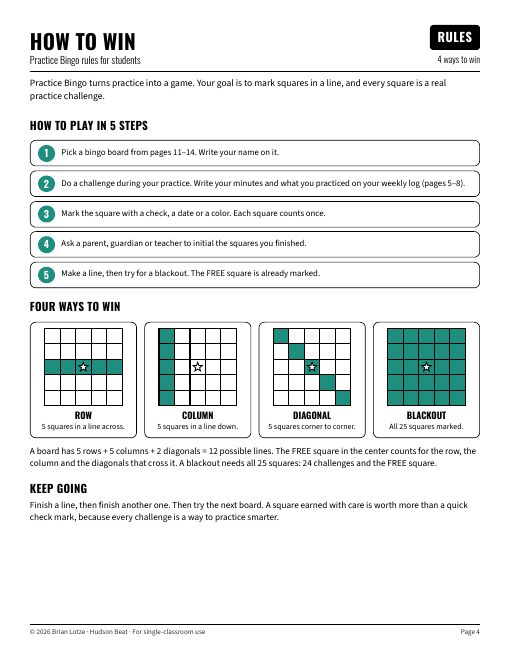 HOW TO WIN
RULES
Practice Bingo rules for students
4 ways to win
Practice Bingo turns practice into a game. Your goal is to mark squares in a line, and every square is a real
practice challenge.
HOW TO PLAY IN 5 STEPS
1 Pick a bingo board from pages 11–14. Write your name on it.
2 Do a challenge during your practice. Write your minutes and what you practiced on your weekly log (pages 5–8).
3 Mark the square with a check, a date or a color. Each square counts once.
4 Ask a parent, guardian or teacher to initial the squares you finished.
5 Make a line, then try for a blackout. The FREE square is already marked.
FOUR WAYS TO WIN
ROW
5 squares in a line across.
COLUMN
5 squares in a line down.
DIAGONAL
5 squares corner to corner.
BLACKOUT
All 25 squares marked.
A board has 5 rows + 5 columns + 2 diagonals = 12 possible lines. The FREE square in the center counts for the row, the
column and the diagonals that cross it. A blackout needs all 25 squares: 24 challenges and the FREE square.
KEEP GOING
Finish a line, then finish another one. Then try the next board. A square earned with care is worth more than a quick
check mark, because every challenge is a way to practice smarter.
© 2026 Brian Lotze · Hudson Beat · For single-classroom use
Page 4